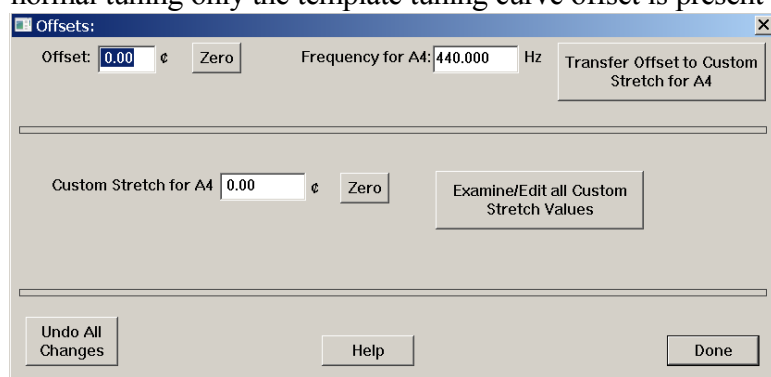 normal tuning only the template tuning curve offset is present
Offsets:
Offset: 0.00 ¢ Zero Frequency for A4: 440.000 Hz Transfer Offset to Custom
Stretch for A4
Custom Stretch for A4 0.00 ¢ Zero Examine/Edit all Custom
Stretch Values
Undo All
Changes
Help
Done